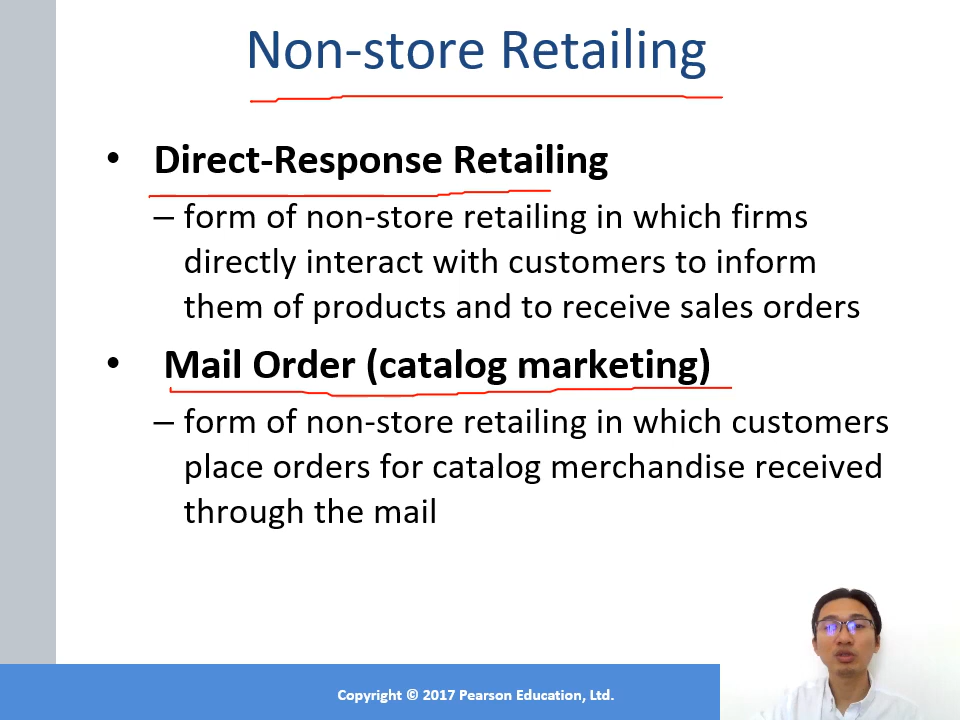 Non-store Retailing
• Direct-Response Retailing
– form of non-store retailing in which firms
directly interact with customers to inform
them of products and to receive sales orders
• Mail Order (catalog marketing)
– form of non-store retailing in which customers
place orders for catalog merchandise received
through the mail
Copyright © 2017 Pearson Education, Ltd.